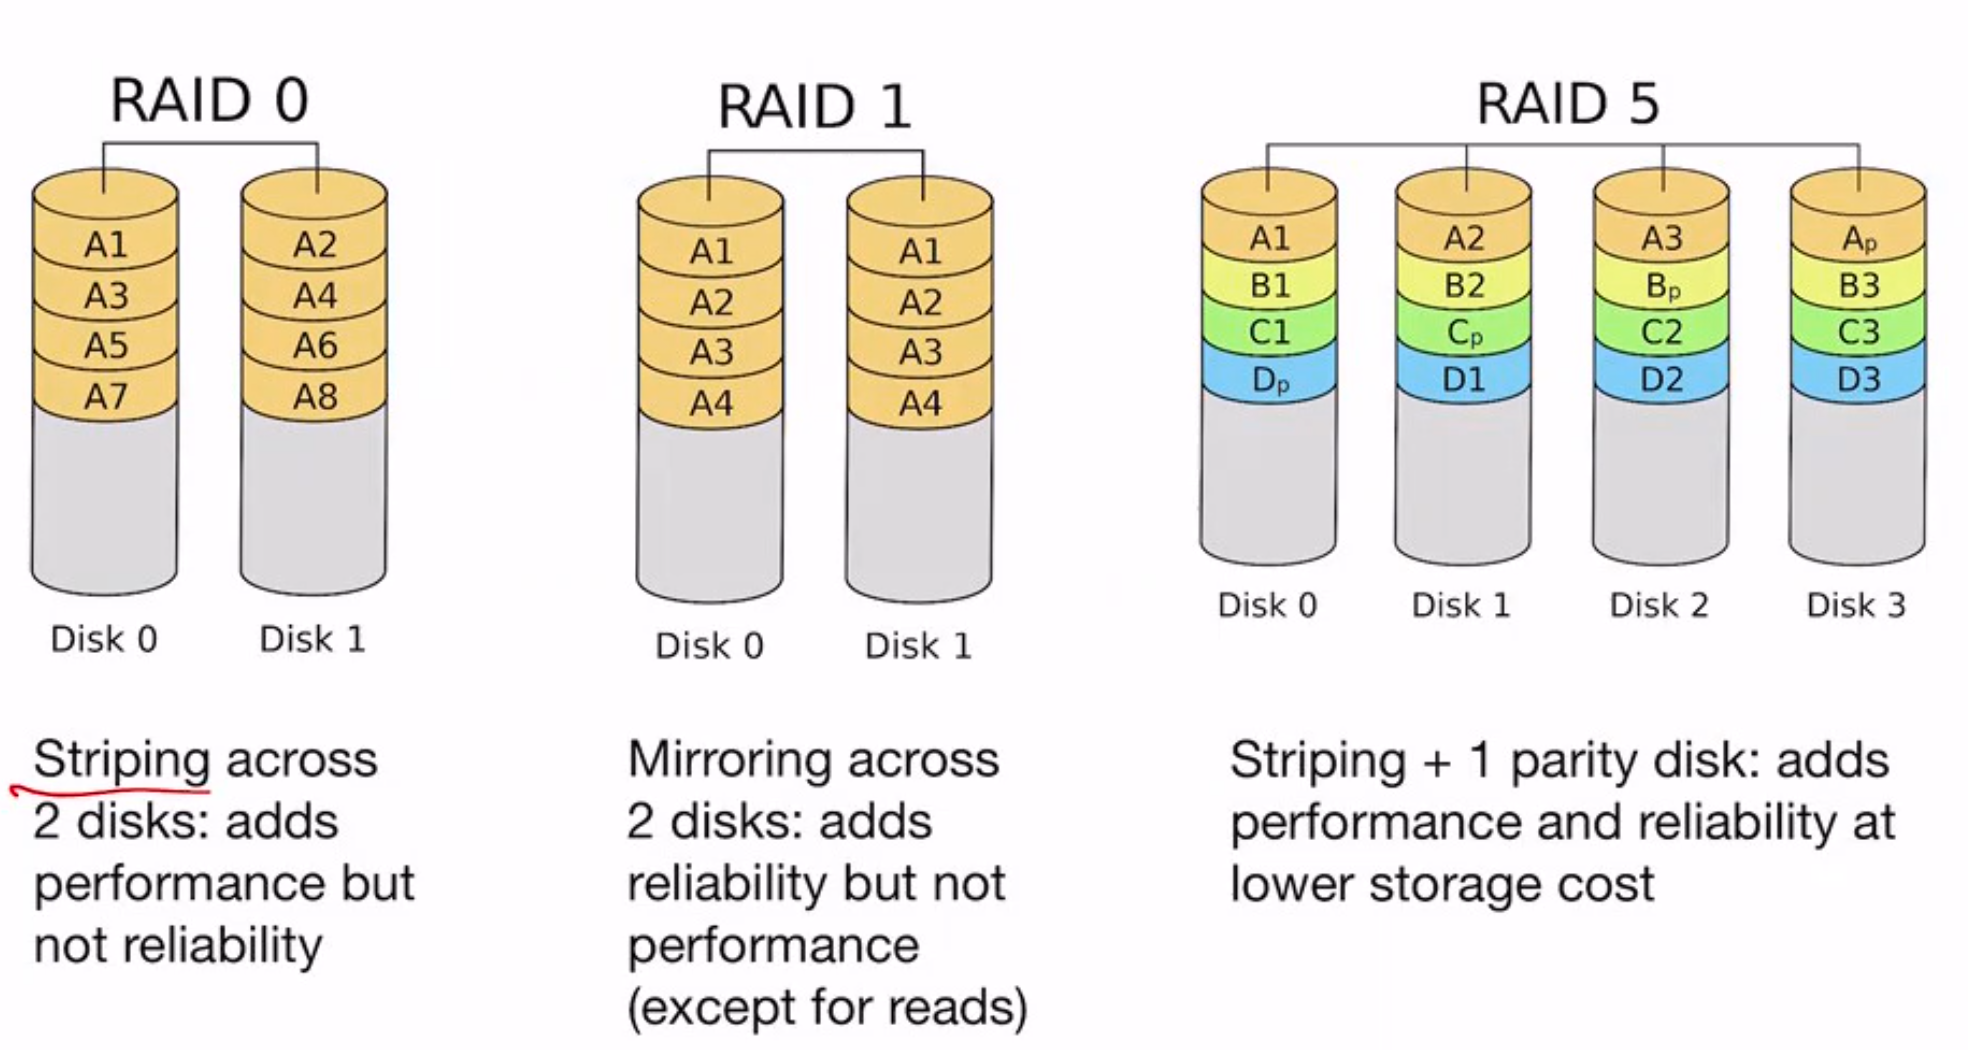 RAID 0
A1 A2
A3 A4
A5 A6
A7 A8
Disk 0 Disk 1
Striping across
2 disks: adds
performance but
not reliability
RAID 1
A1 A1
A2 A2
A3 A3
A4 A4
Disk 0 Disk 1
Mirroring across
2 disks: adds
reliability but not
performance
(except for reads)
RAID 5
A1 A2 A3 Ap
B1 B2 Bp B3
C1 Cp C2 C3
Dp D1 D2 D3
Disk 0 Disk 1 Disk 2 Disk 3
Striping + 1 parity disk: adds
performance and reliability at
lower storage cost